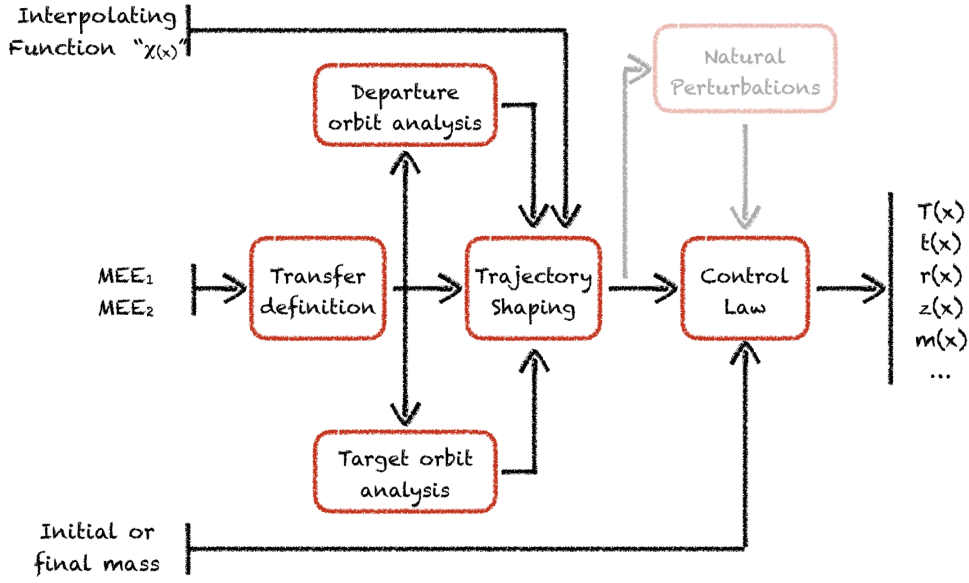 Interpolating
Function “χ(x)”
Natural
Perturbations
Departure
orbit analysis
MEE₁
MEE₂
Transfer
definition
Trajectory
Shaping
Control
Law
T(x)
t(x)
r(x)
z(x)
m(x)
...
Target orbit
analysis
Initial or
final mass